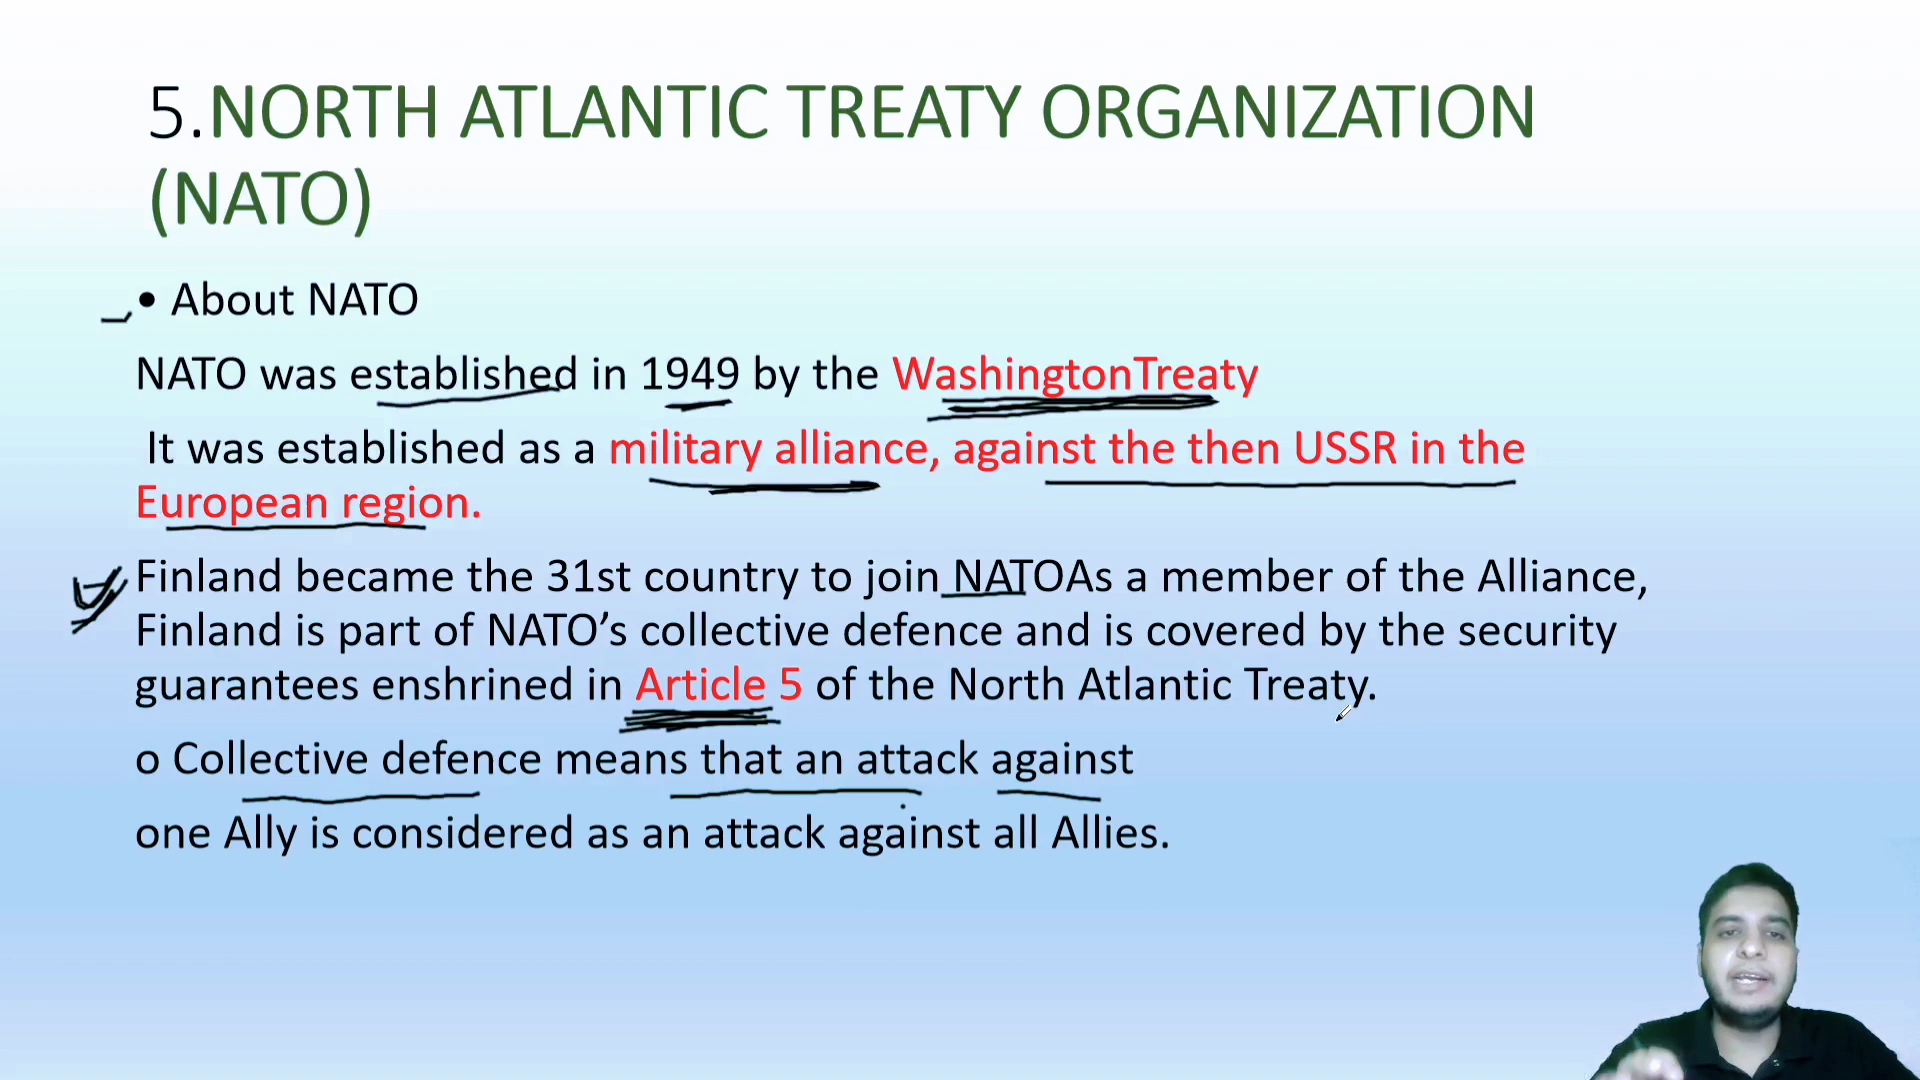 5.NORTH ATLANTIC TREATY ORGANIZATION
(NATO)
• About NATO
NATO was established in 1949 by the WashingtonTreaty
It was established as a military alliance, against the then USSR in the
European region.
Finland became the 31st country to join NATOAs a member of the Alliance,
Finland is part of NATO’s collective defence and is covered by the security
guarantees enshrined in Article 5 of the North Atlantic Treaty.
o Collective defence means that an attack against
one Ally is considered as an attack against all Allies.